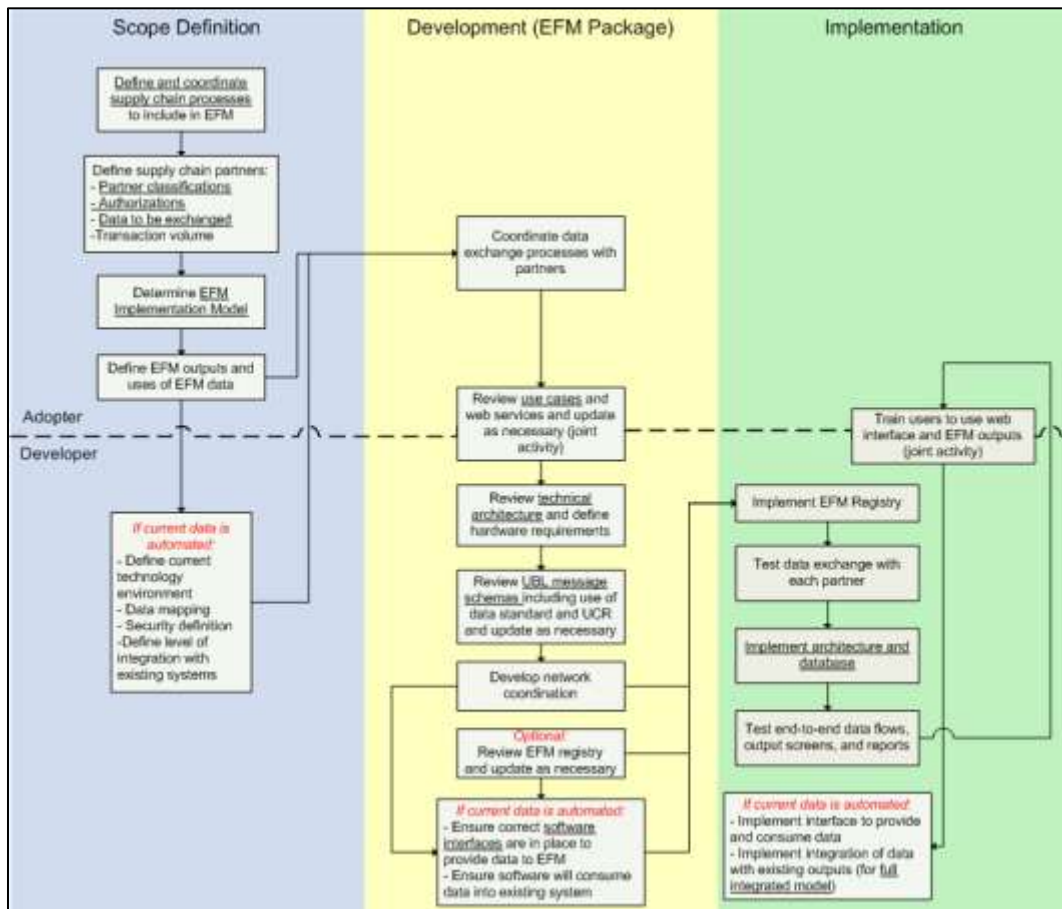 Scope Definition
Development (EFM Package)
Implementation
Define and coordinate
supply chain processes
to include in EFM
Define supply chain partners:
- Partner classifications
- Authorizations
- Data to be exchanged
-Transaction volume
Determine EFM
Implementation Model
Define EFM outputs and
uses of EFM data
Adopter
Developer
If current data is
automated:
- Define current
technology
environment
- Data mapping
- Security definition
-Define level of
integration with
existing systems
Coordinate data
exchange processes with
partners
Review use cases and
web services and update
as necessary (joint
activity)
Review technical
architecture and define
hardware requirements
Review UBL message
schemas including use of
data standard and UCR
and update as necessary
Develop network
coordination
Optional:
Review EFM registry
and update as necessary
If current data is automated:
- Ensure correct software
interfaces are in place to
provide data to EFM
- Ensure software will consume
data into existing system
Train users to use web
interface and EFM outputs
(joint activity)
Implement EFM Registry
Test data exchange with
each partner
Implement architecture and
database
Test end-to-end data flows,
output screens, and reports
If current data is automated:
- Implement interface to provide
and consume data
- Implement integration of data
with existing outputs (for full
integrated model)